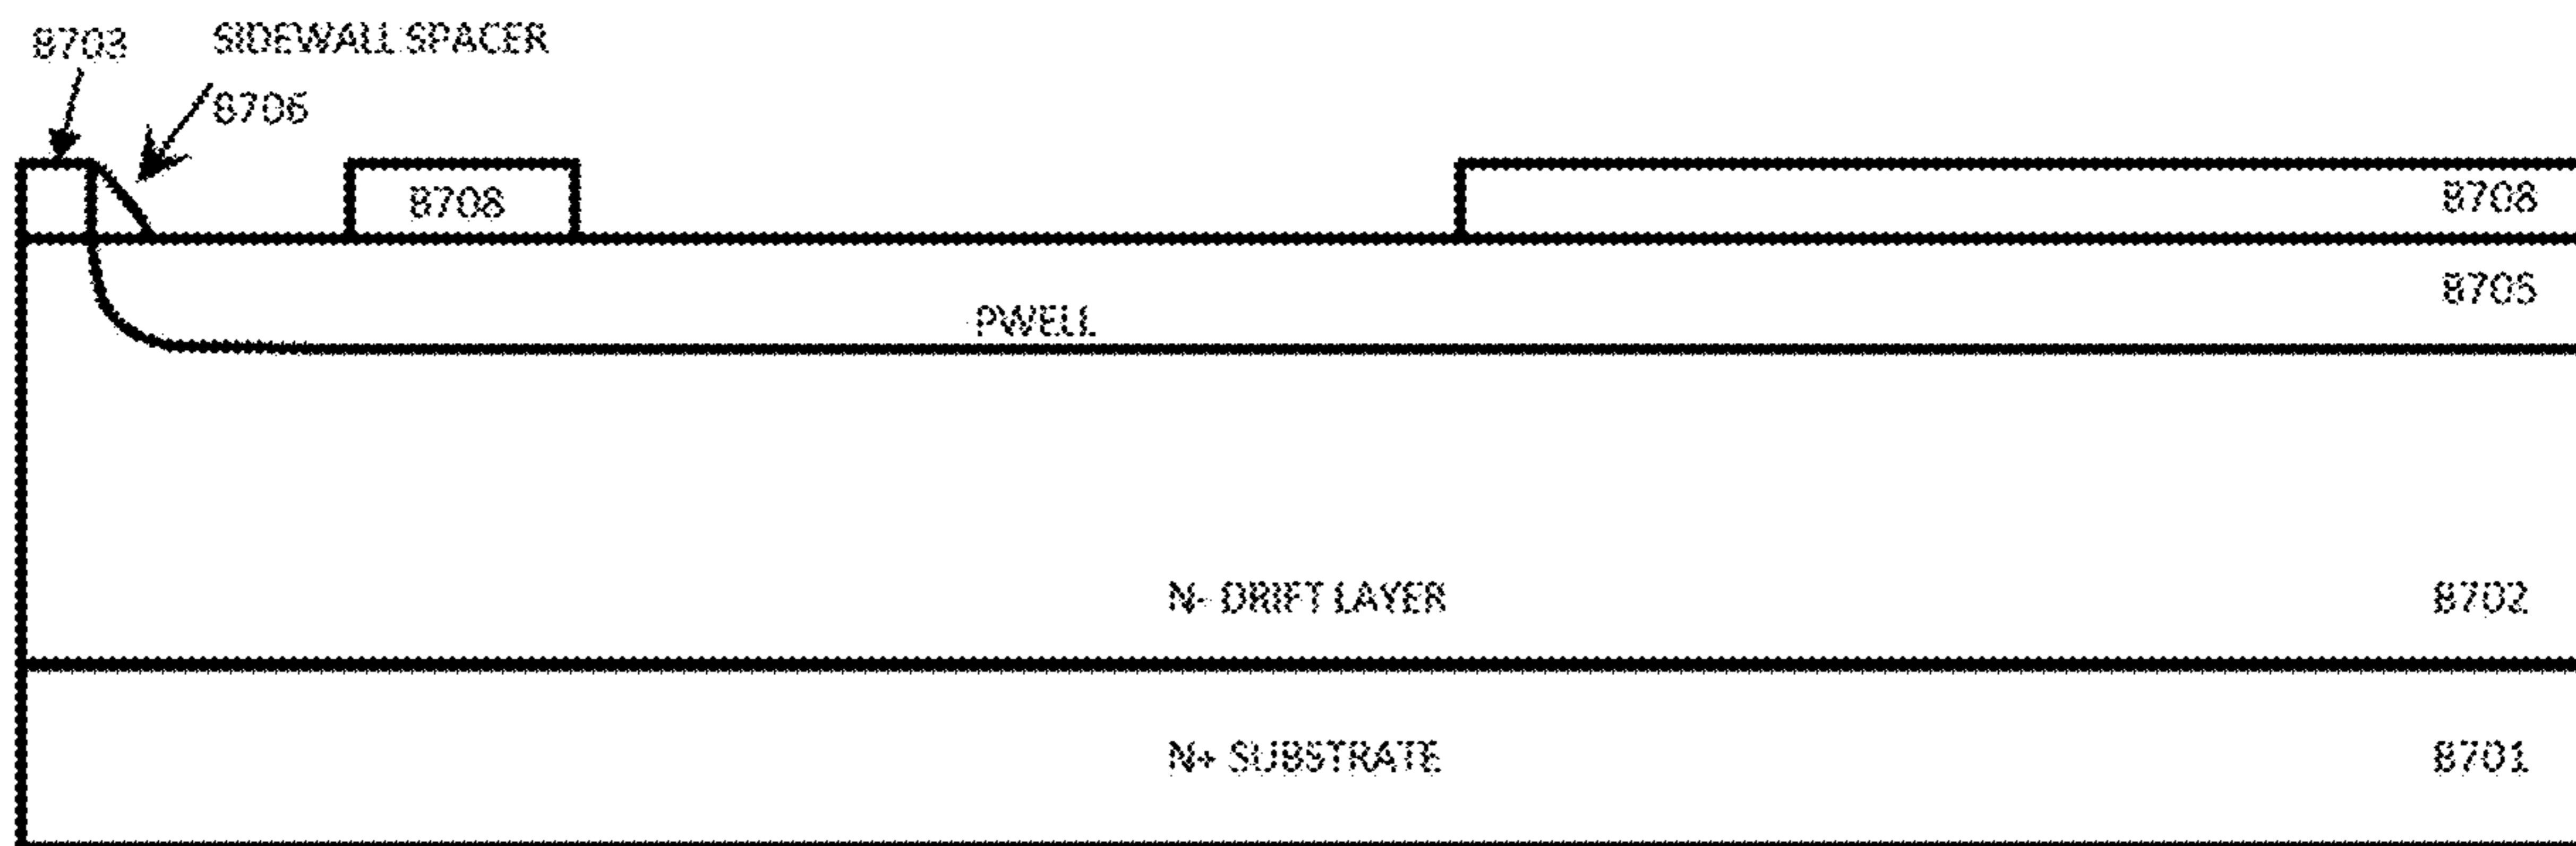 8703
SIDEWALL SPACER
8706
8708
8708
8705
PWELL
N- DRIFT LAYER
8702
N+ SUBSTRATE
8701